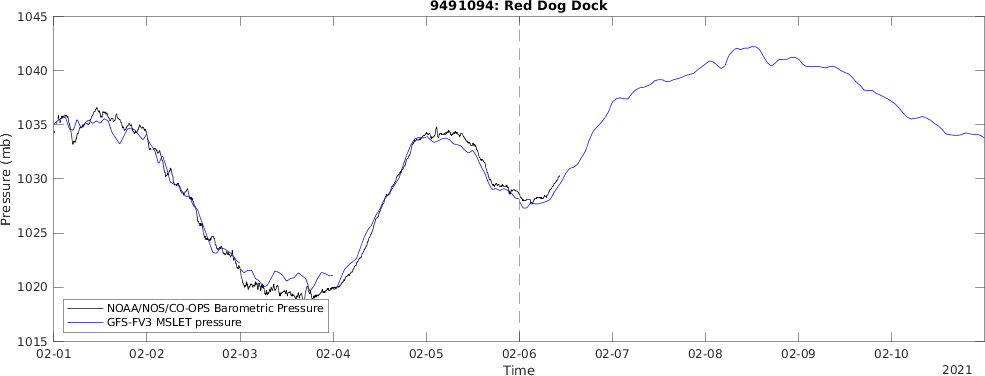 9491094: Red Dog Dock
Pressure (mb)
1045
1040
1035
1030
1025
1020
1015
NOAA/NOS/CO-OPS Barometric Pressure
GFS-FV3 MSLET pressure
02-01 02-02 02-03 02-04 02-05 02-06 02-07 02-08 02-09 02-10
Time
2021